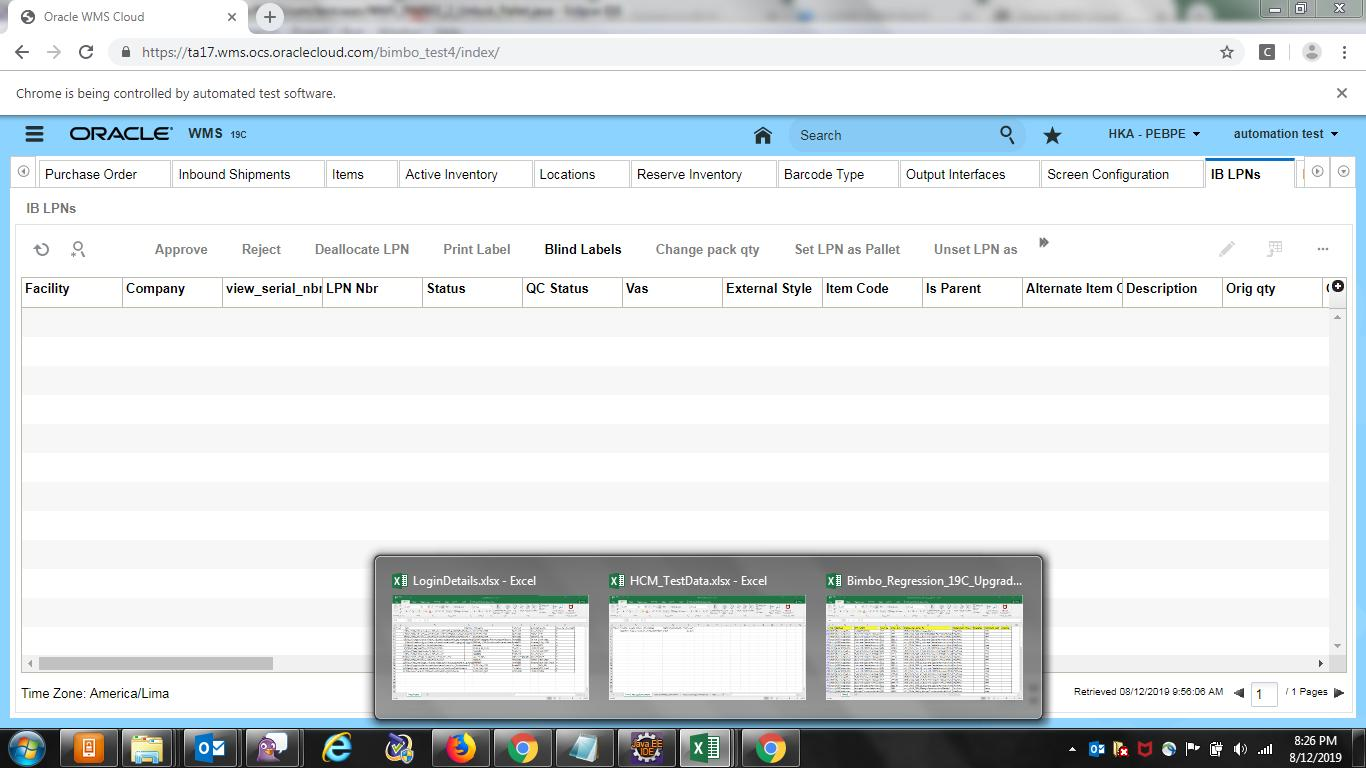 Oracle WMS Cloud
https://ta17.wms.ocs.oraclecloud.com/bimbo_test4/index/
C
Chrome is being controlled by automated test software.
ORACLE WMS 19C Search HKA - PEBPE automation test
Purchase Order Inbound Shipments Items Active Inventory Locations Reserve Inventory Barcode Type Output Interfaces Screen Configuration IB LPNs
IB LPNs
Approve Reject Deallocate LPN Print Label Blind Labels Change pack qty Set LPN as Pallet Unset LPN as
Facility Company view_serial_nbr LPN Nbr Status QC Status Vas External Style Item Code Is Parent Alternate Item C Description Orig qty
LoginDetails.xlsx - Excel HCM_TestData.xlsx - Excel Bimbo_Regression_19C_Upgrad...
Time Zone: America/Lima Retrieved 08/12/2019 9:56:06 AM 1 / 1 Pages
Java EE
IDE
8:26 PM
8/12/2019